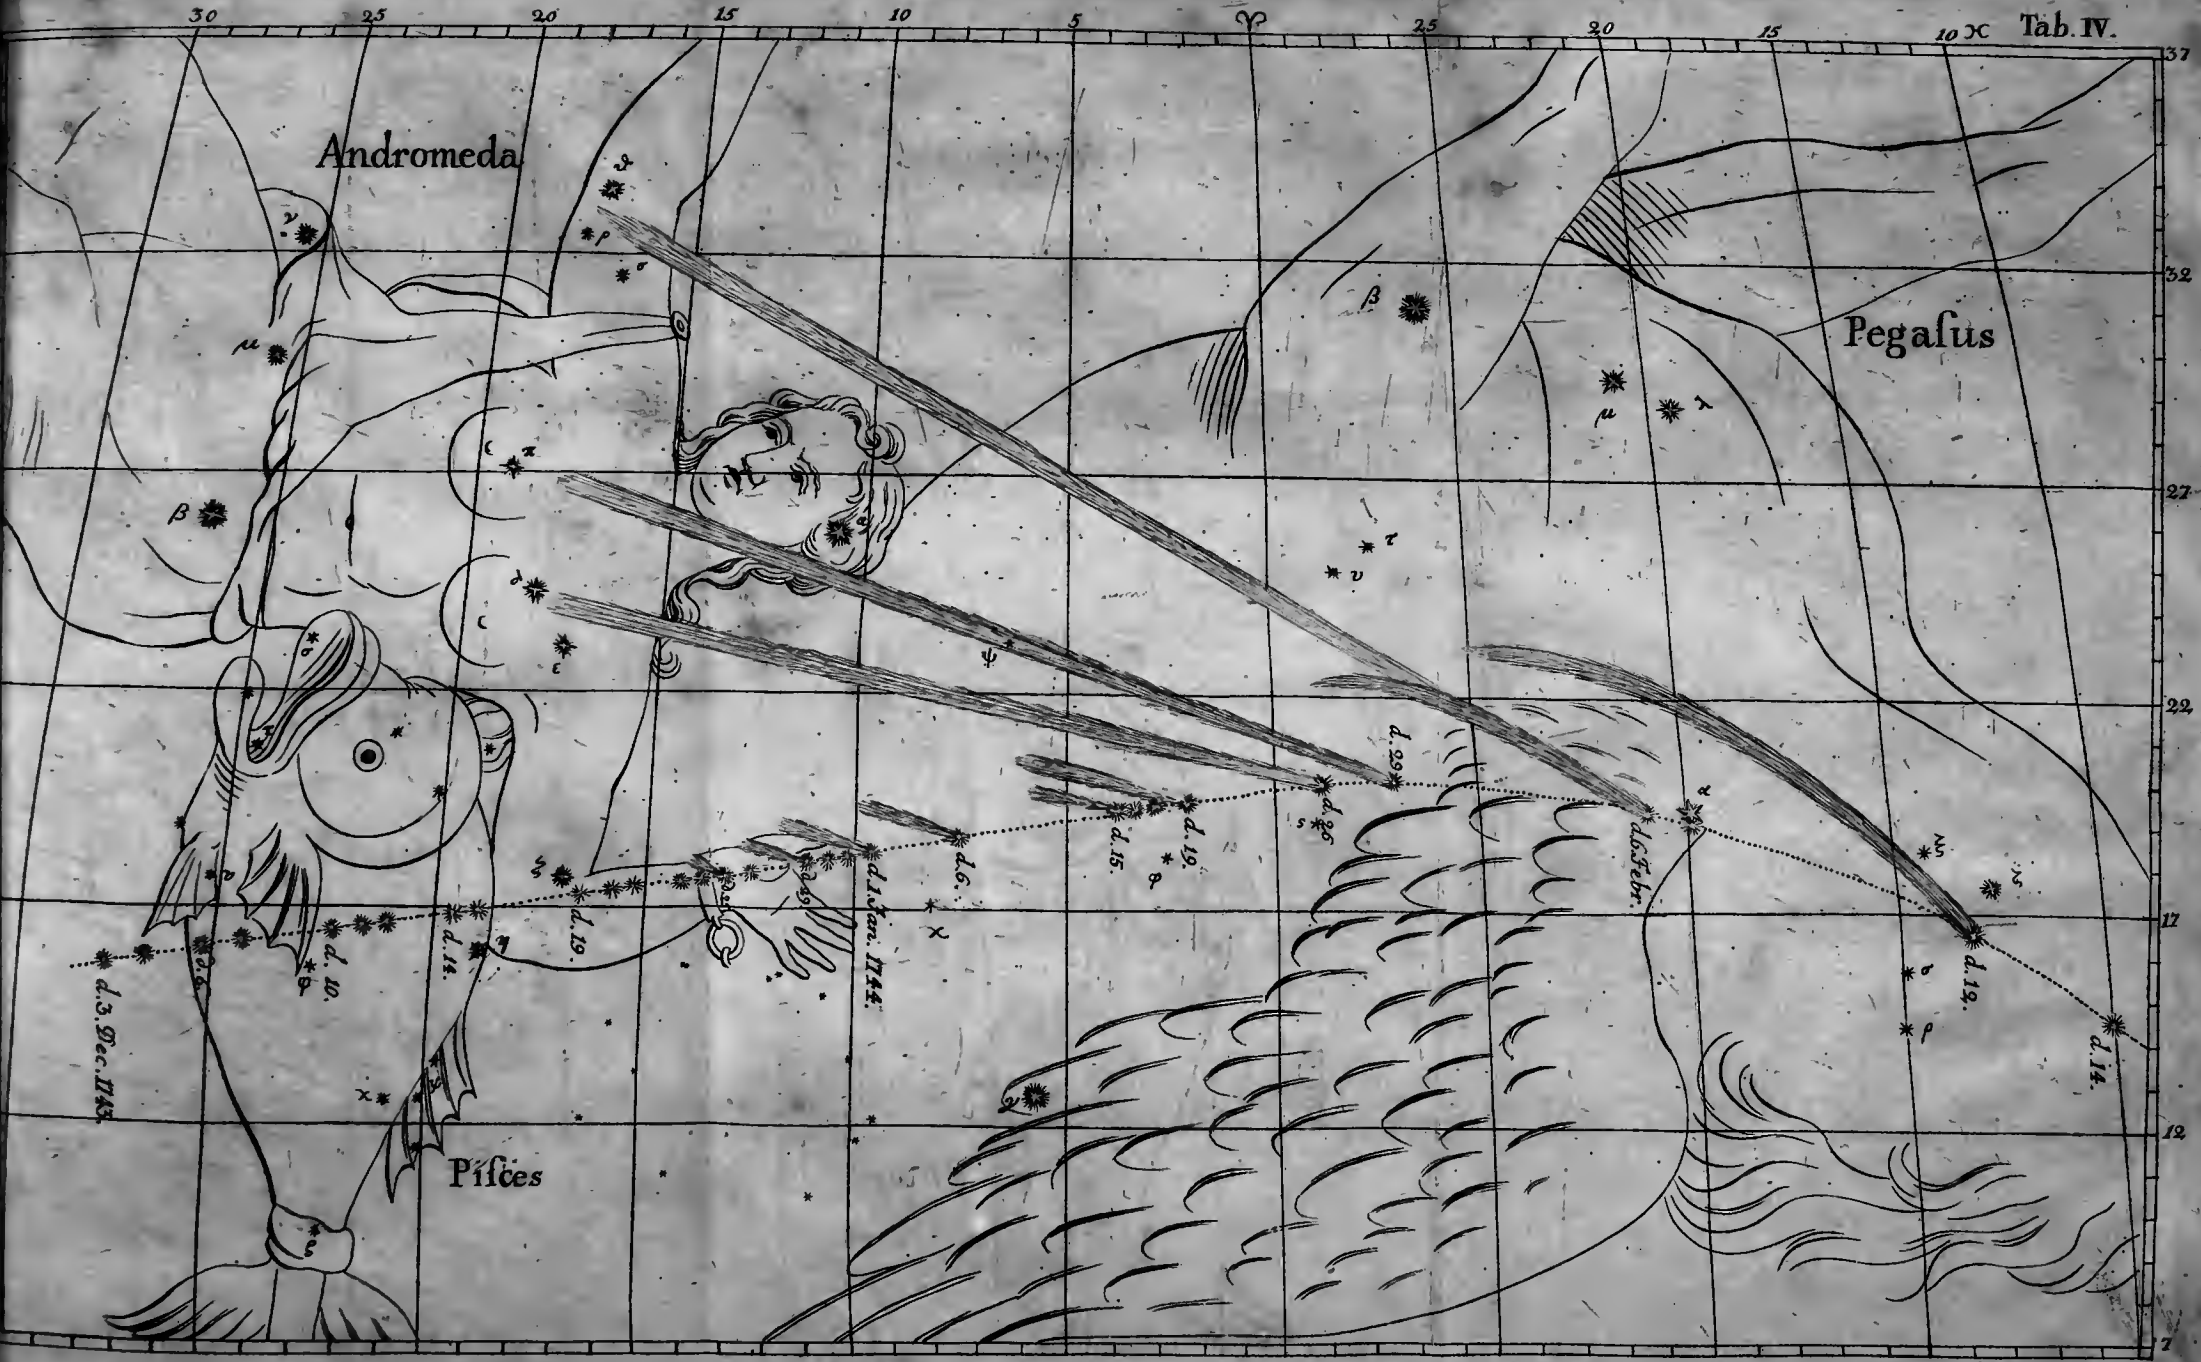 30 25 20 15 10 5 ♈ 25 20 15 10 ♓ Tab. IV.
37
Andromeda
ϑ
ν
ρ
σ
32
β
Pegaſus
μ
μ
λ
π
27
β
α
τ
υ
δ
ψ
ε
22
d. 29
α
d. 26
s
d. 6. Febr.
ξ
d. 15.
d. 19.
ϑ
d. 6.
ζ
d. 1. Jan. 1744.
17
χ
d. 19.
η
d. 14.
d. 10.
d. 6.
d. 3. Dec. 1743.
d. 12.
σ
ρ
d. 14.
χ
γ
12
Piſces
7